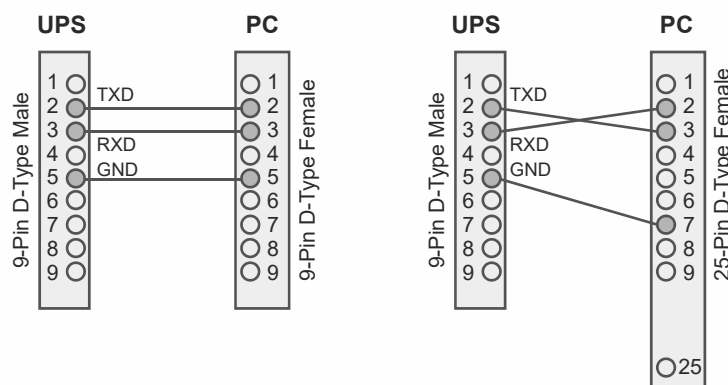 UPS PC
9-Pin D-Type Male
1 1
TXD
2 2
3 3
RXD
4 4
GND
5 5
6 6
7 7
8 8
9 9
9-Pin D-Type Female
UPS PC
9-Pin D-Type Male
1 1
TXD
2 2
3 3
RXD
4 4
GND
5 5
6 6
7 7
8 8
9 9
25
25-Pin D-Type Female